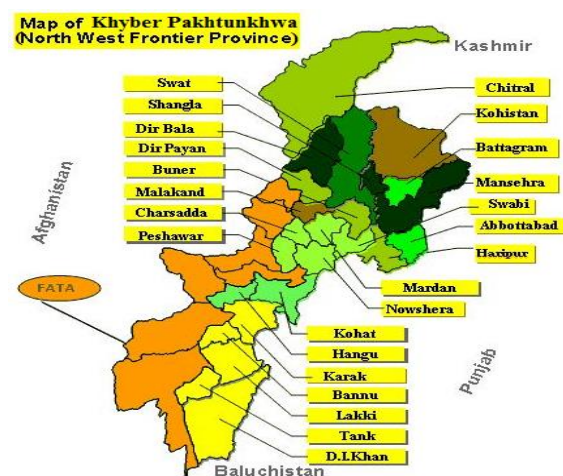 Map of Khyber Pakhtunkhwa
(North West Frontier Province)
Kashmir
Swat
Shangla
Dir Bala
Dir Payan
Buner
Malakand
Charsadda
Peshawar
Chitral
Kohistan
Battagram
Mansehra
Swabi
Abbottabad
Haripur
Mardan
Nowshera
Afghanistan
FATA
Kohat
Hangu
Karak
Bannu
Lakki
Tank
D.I.Khan
Punjab
Baluchistan